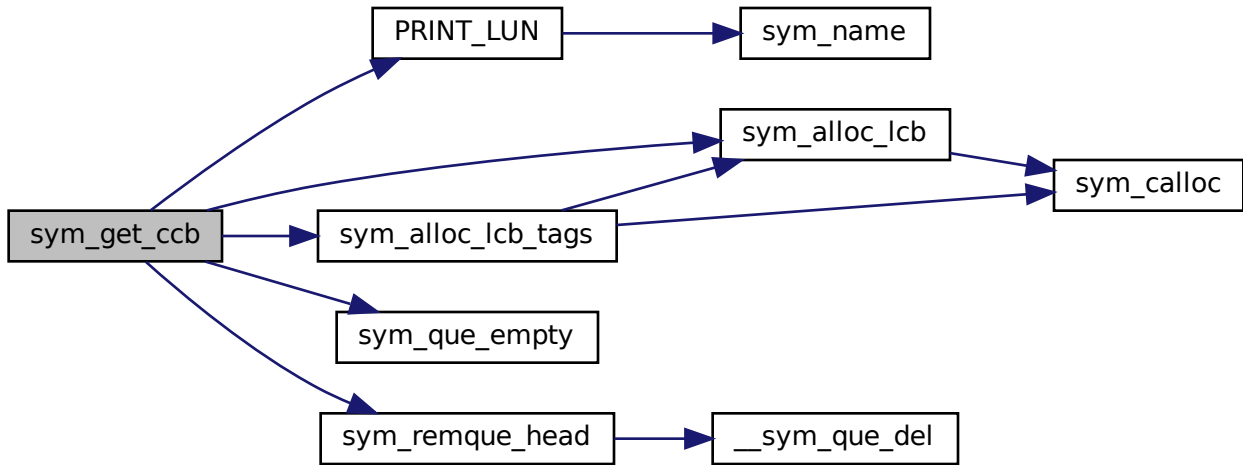 PRINT_LUN
sym_name
sym_alloc_lcb
sym_calloc
sym_get_ccb
sym_alloc_lcb_tags
sym_que_empty
sym_remque_head
__sym_que_del